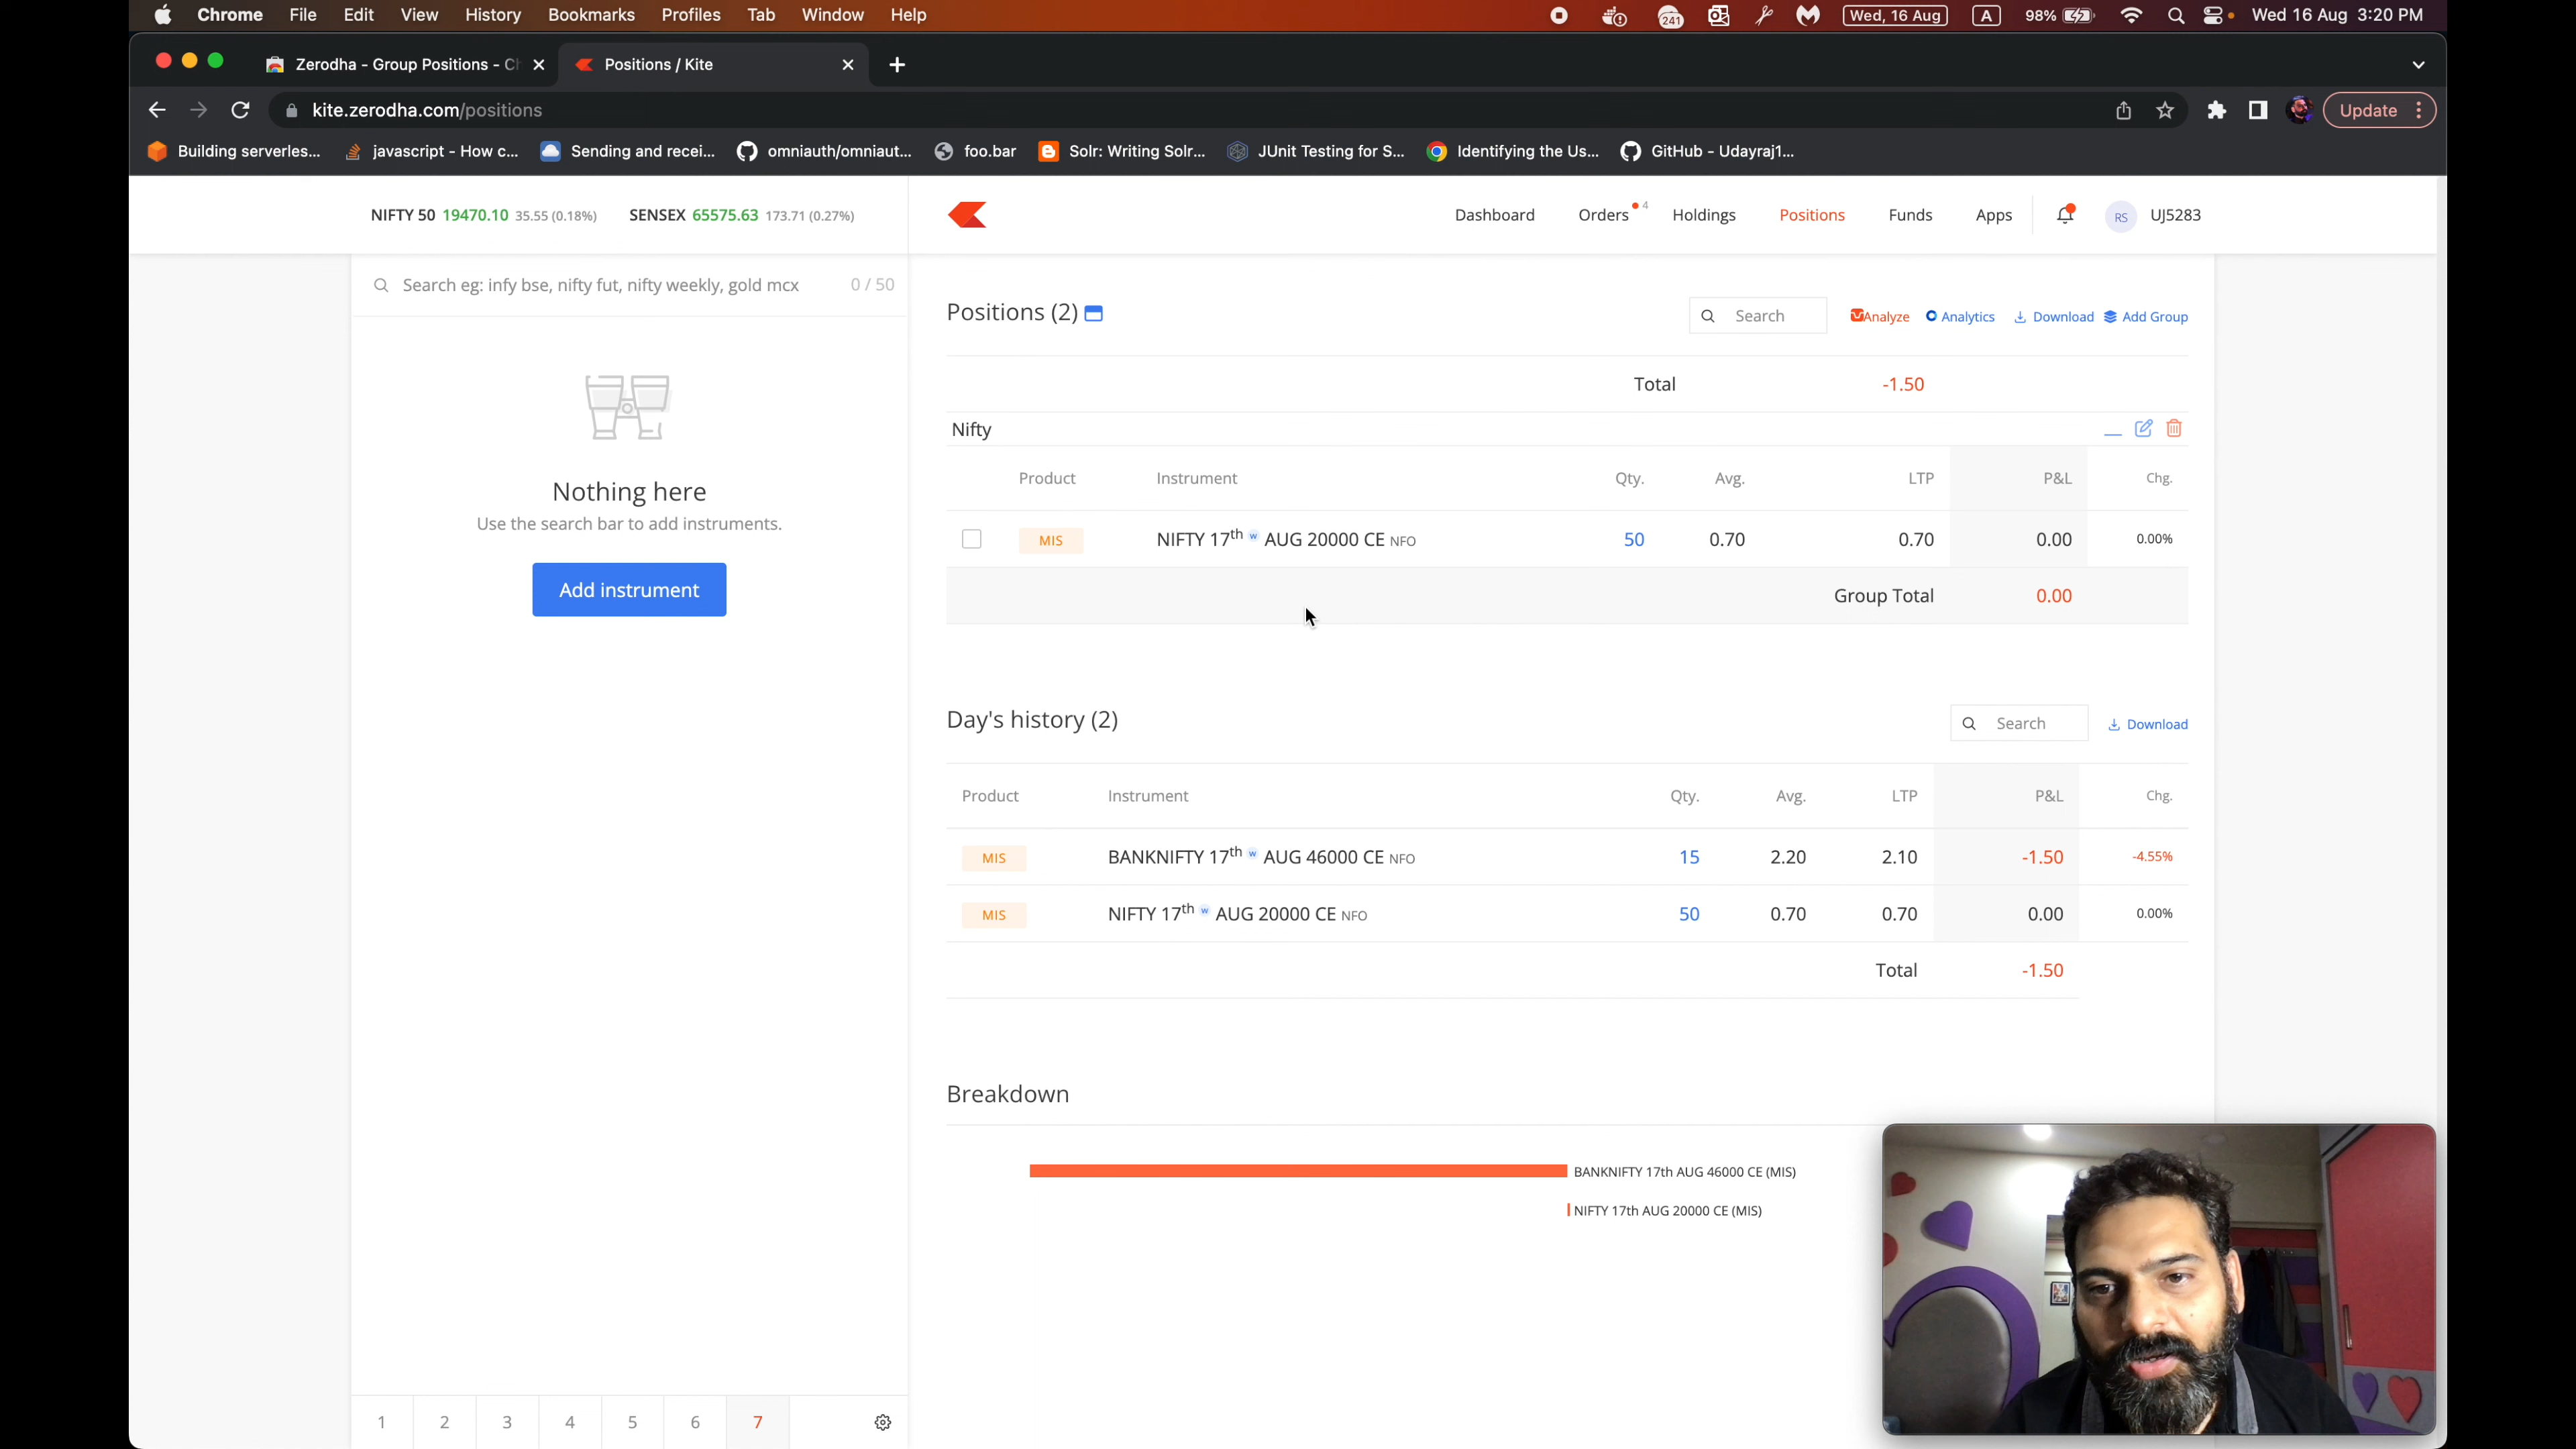 Chrome File Edit View History Bookmarks Profiles Tab Window Help 241 Wed, 16 Aug A 98% Wed 16 Aug 3:20 PM
Zerodha - Group Positions - Ch Positions / Kite
kite.zerodha.com/positions Update
Building serverles... javascript - How c... Sending and recei... omniauth/omniaut... foo.bar Solr: Writing Solr... JUnit Testing for S... Identifying the Us... GitHub - Udayraj1...
NIFTY 50 19470.10 35.55 (0.18%) SENSEX 65575.63 173.71 (0.27%) Dashboard Orders 4 Holdings Positions Funds Apps RS UJ5283
Search eg: infy bse, nifty fut, nifty weekly, gold mcx 0 / 50
Nothing here
Use the search bar to add instruments.
Add instrument
1 2 3 4 5 6 7
Positions (2) Search Analyze Analytics Download Add Group
Total -1.50
Nifty
Product Instrument Qty. Avg. LTP P&L Chg.
MIS NIFTY 17th w AUG 20000 CE NFO 50 0.70 0.70 0.00 0.00%
Group Total 0.00
Day's history (2) Search Download
Product Instrument Qty. Avg. LTP P&L Chg.
MIS BANKNIFTY 17th w AUG 46000 CE NFO 15 2.20 2.10 -1.50 -4.55%
MIS NIFTY 17th w AUG 20000 CE NFO 50 0.70 0.70 0.00 0.00%
Total -1.50
Breakdown
BANKNIFTY 17th AUG 46000 CE (MIS)
NIFTY 17th AUG 20000 CE (MIS)